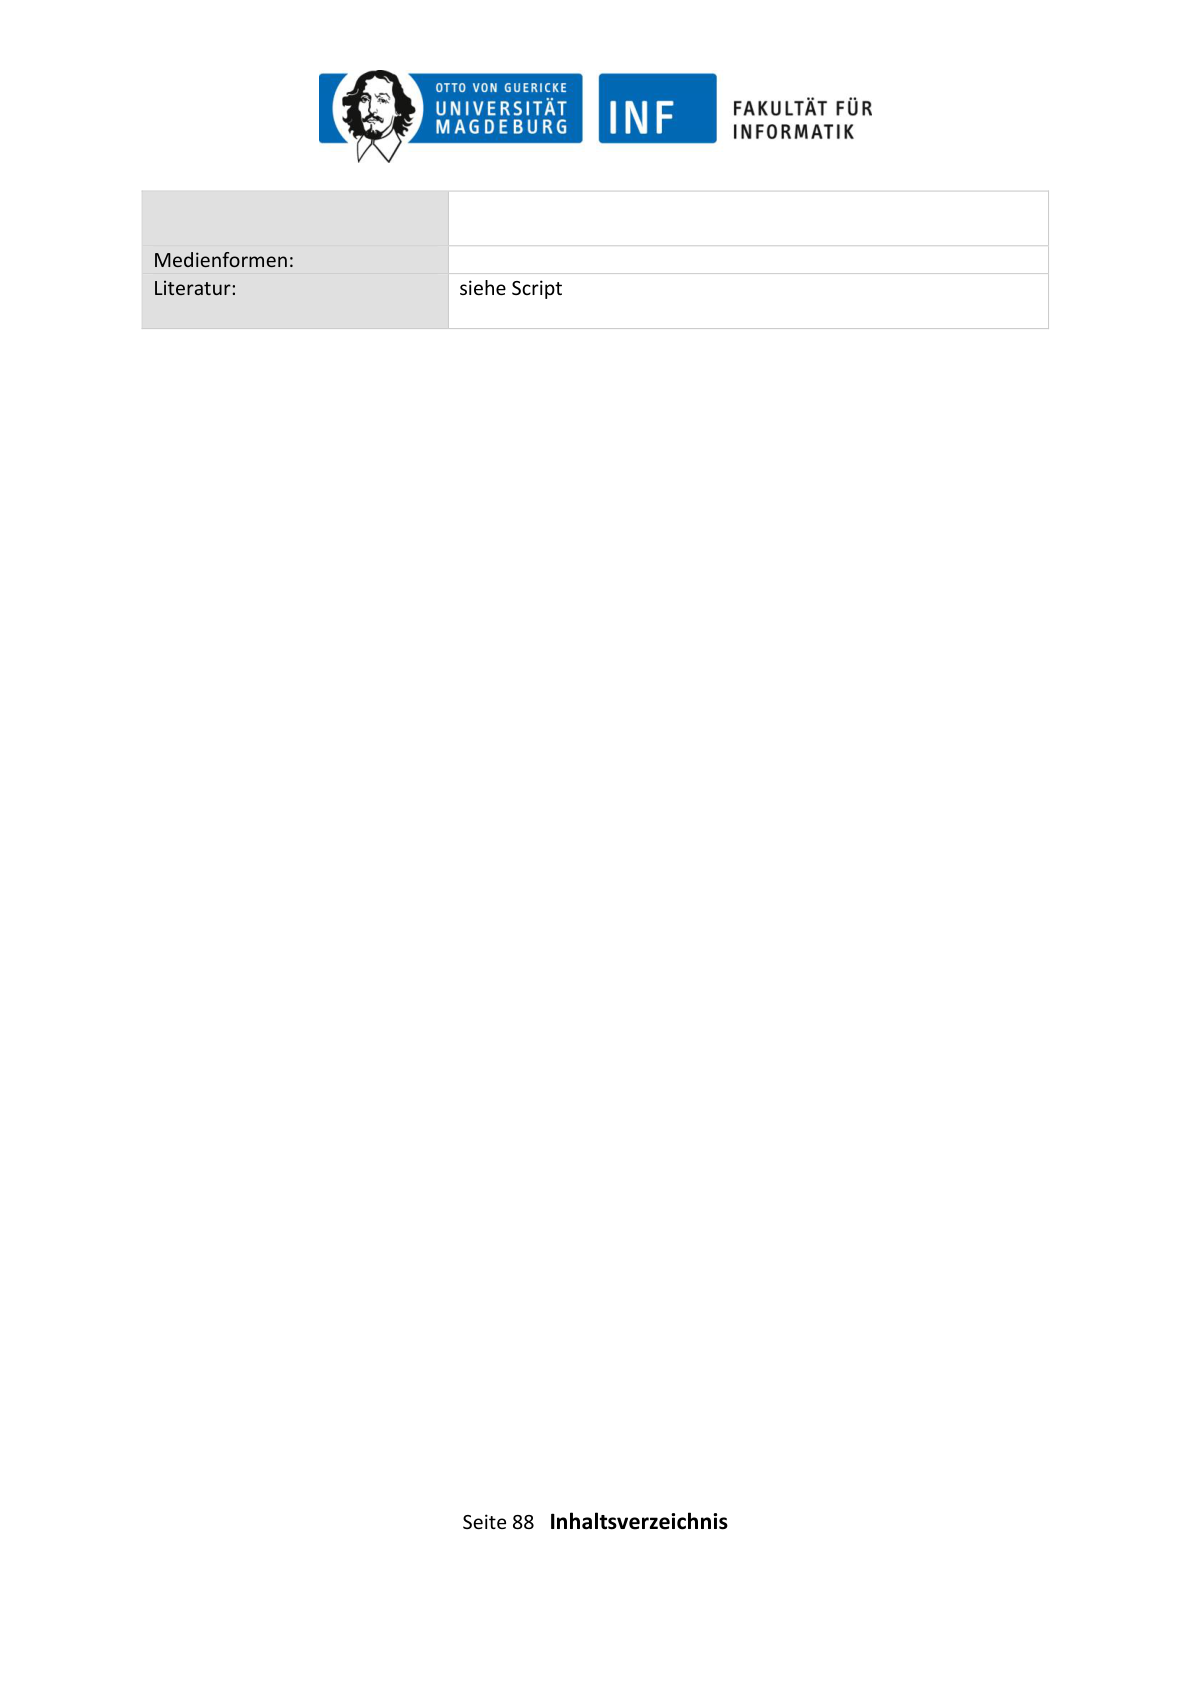 OTTO VON GUERICKE
UNIVERSITÄT
MAGDEBURG
INF
FAKULTÄT FÜR
INFORMATIK
Medienformen:
Literatur: siehe Script
Seite 88 Inhaltsverzeichnis